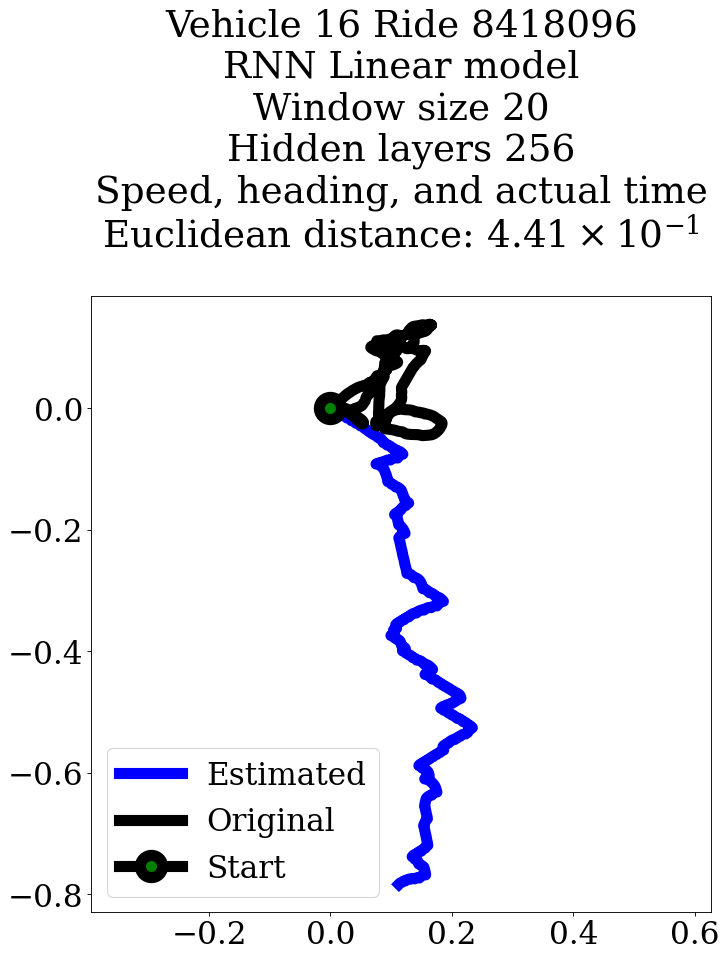 Vehicle 16 Ride 8418096
RNN Linear model
Window size 20
Hidden layers 256
Speed, heading, and actual time
Euclidean distance: 4.41 × 10⁻¹
0.0
−0.2
−0.4
−0.6
−0.8
Estimated
Original
Start
−0.2 0.0 0.2 0.4 0.6